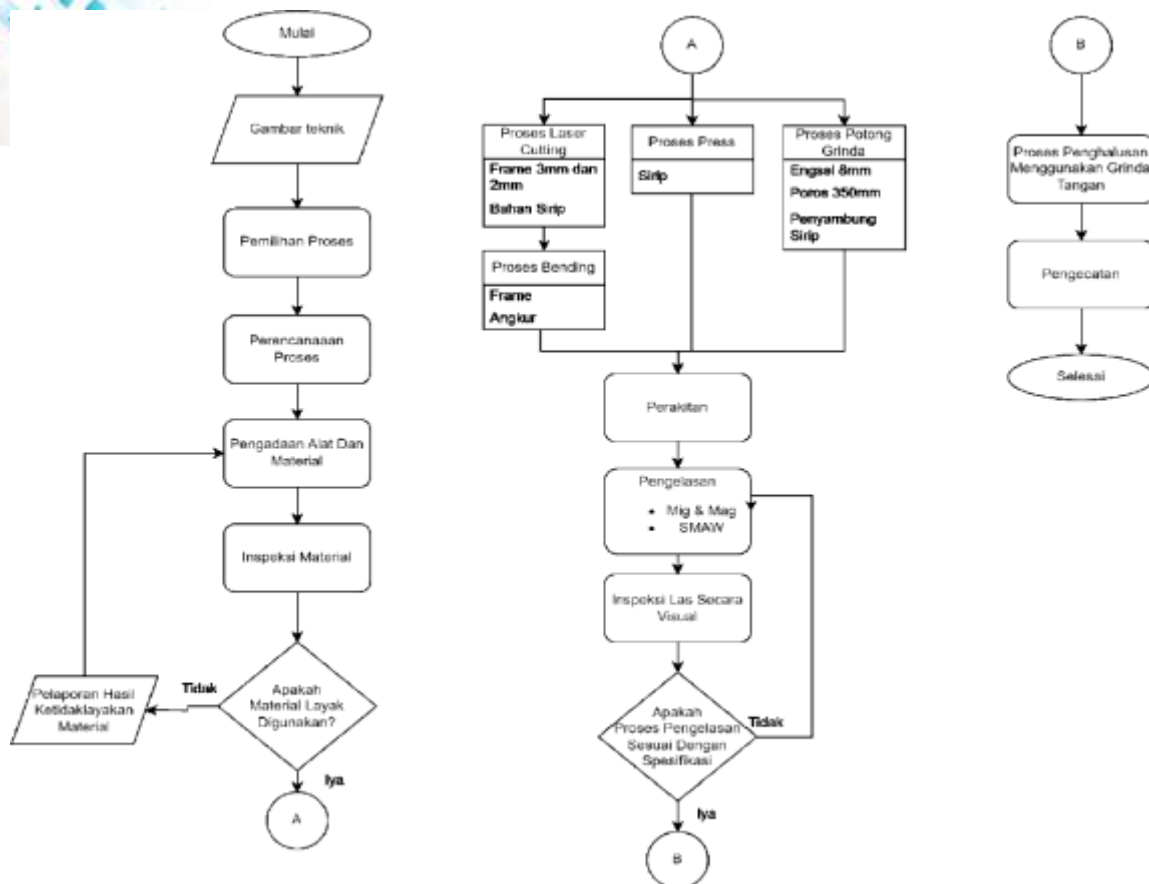 Mulai
Gambar teknik
Pemilihan Proses
Perencanaaan
Proses
Pengadaan Alat Dan
Material
Inspeksi Material
Apakah
Material Layak
Digunakan?
Tidak
Pelaporan Hasil
Ketidaklayakan
Material
Iya
A
A
Proses Laser
Cutting
Frame 3mm dan
2mm
Bahan Sirip
Proses Bending
Frame
Angkur
Proses Press
Sirip
Proses Potong
Grinda
Engsel 8mm
Poros 350mm
Penyambung
Sirip
Perakitan
Pengelasan
• Mig & Mag
• SMAW
Inspeksi Las Secara
Visual
Apakah
Proses Pengelasan
Sesuai Dengan
Spesifikasi
Tidak
Iya
B
B
Proses Penghalusan
Menggunakan Grinda
Tangan
Pengecatan
Selesai